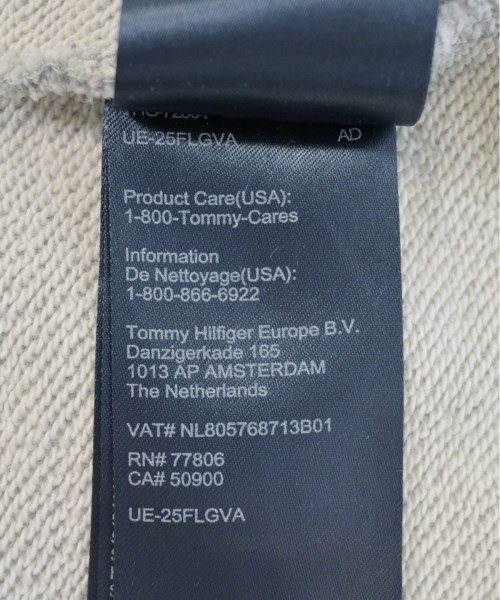 UE-25FLGVA AD
Product Care(USA):
1-800-Tommy-Cares
Information
De Nettoyage(USA):
1-800-866-6922
Tommy Hilfiger Europe B.V.
Danzigerkade 165
1013 AP AMSTERDAM
The Netherlands
VAT# NL805768713B01
RN# 77806
CA# 50900
UE-25FLGVA